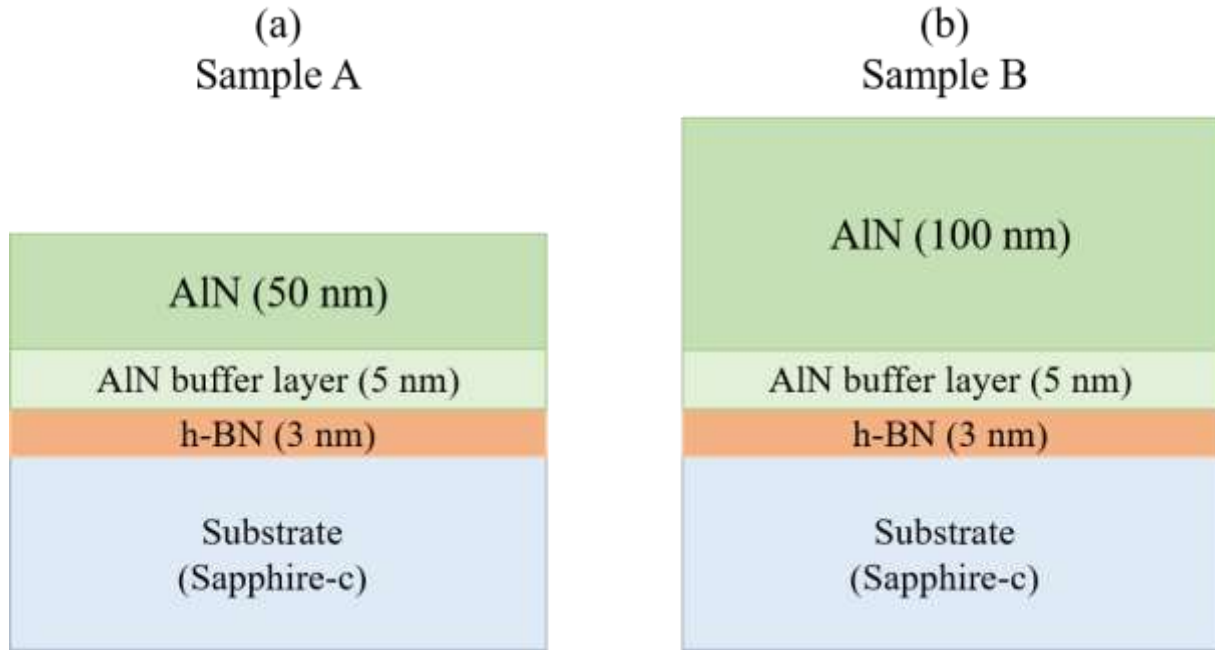 (a)
Sample A
AlN (50 nm)
AlN buffer layer (5 nm)
h-BN (3 nm)
Substrate
(Sapphire-c)
(b)
Sample B
AlN (100 nm)
AlN buffer layer (5 nm)
h-BN (3 nm)
Substrate
(Sapphire-c)